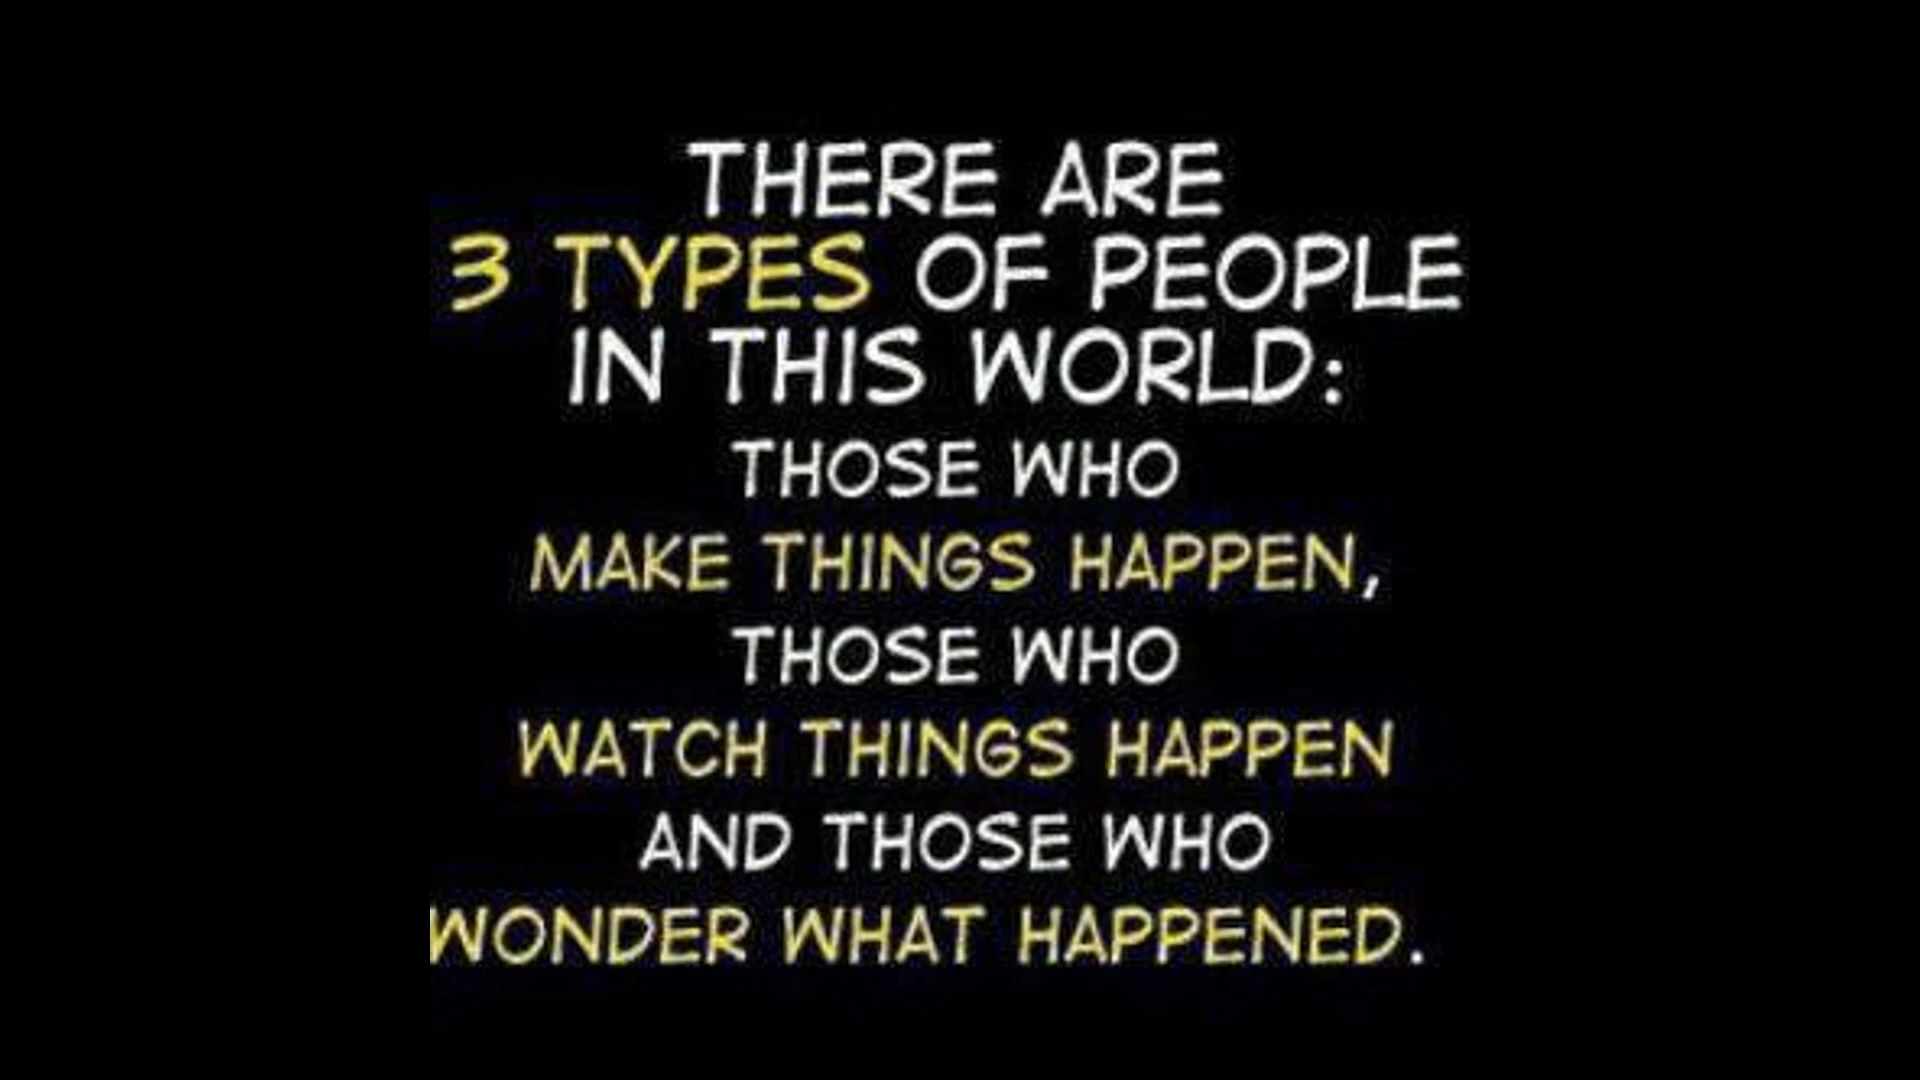 THERE ARE
3 TYPES OF PEOPLE
IN THIS WORLD:
THOSE WHO
MAKE THINGS HAPPEN,
THOSE WHO
WATCH THINGS HAPPEN
AND THOSE WHO
WONDER WHAT HAPPENED.